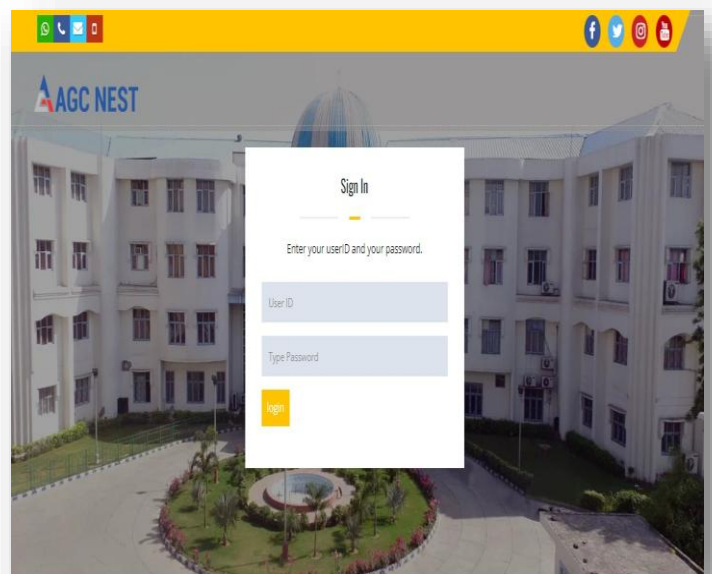 AGC NEST
Sign In
Enter your userID and your password.
User ID
Type Password
login